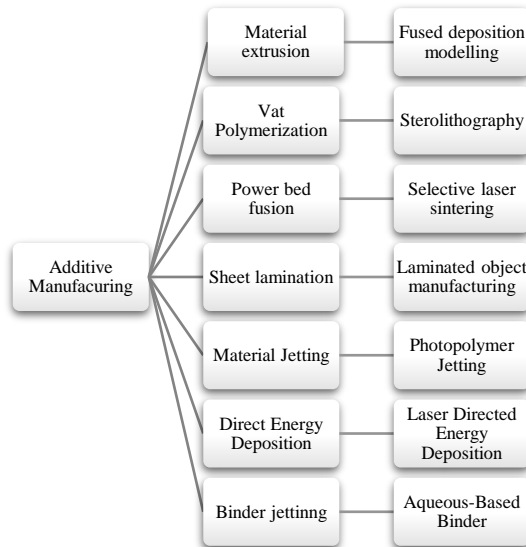 Material
extrusion
Fused deposition
modelling
Vat
Polymerization
Sterolithography
Power bed
fusion
Selective laser
sintering
Additive
Manufacuring
Sheet lamination
Laminated object
manufacturing
Material Jetting
Photopolymer
Jetting
Direct Energy
Deposition
Laser Directed
Energy
Deposition
Binder jettinng
Aqueous-Based
Binder